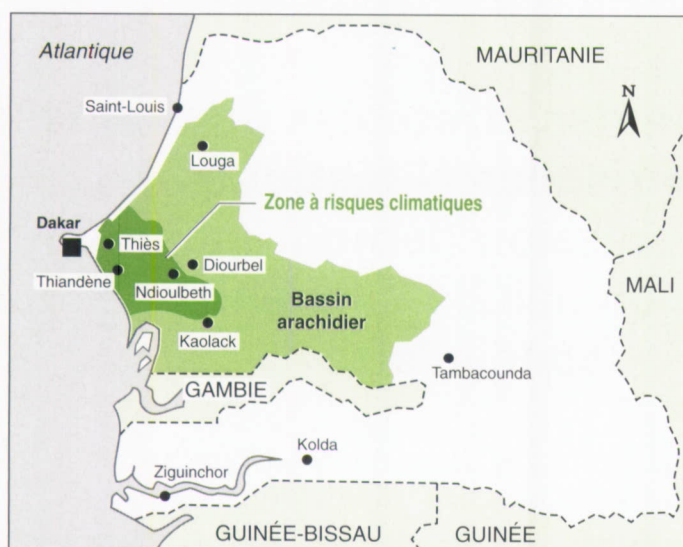 Atlantique
MAURITANIE
N
Saint-Louis
Louga
Zone à risques climatiques
Dakar
Thiès
Diourbel
Thiandène
Ndioulbeth
MALI
Bassin
arachidier
Kaolack
Tambacounda
GAMBIE
Kolda
Ziguinchor
GUINÉE-BISSAU
GUINÉE